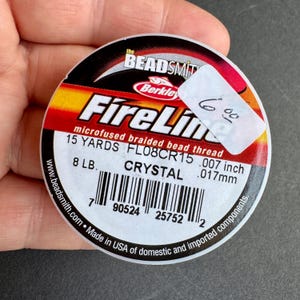 the
BEADSMITH
Berkley
FireLine
6 00
microfused braided bead thread
15 YARDS FL08CR15 .007 inch
8 LB. CRYSTAL .017mm
7 90524 25752 2
www.beadsmith.com • Made in USA of domestic and imported components.